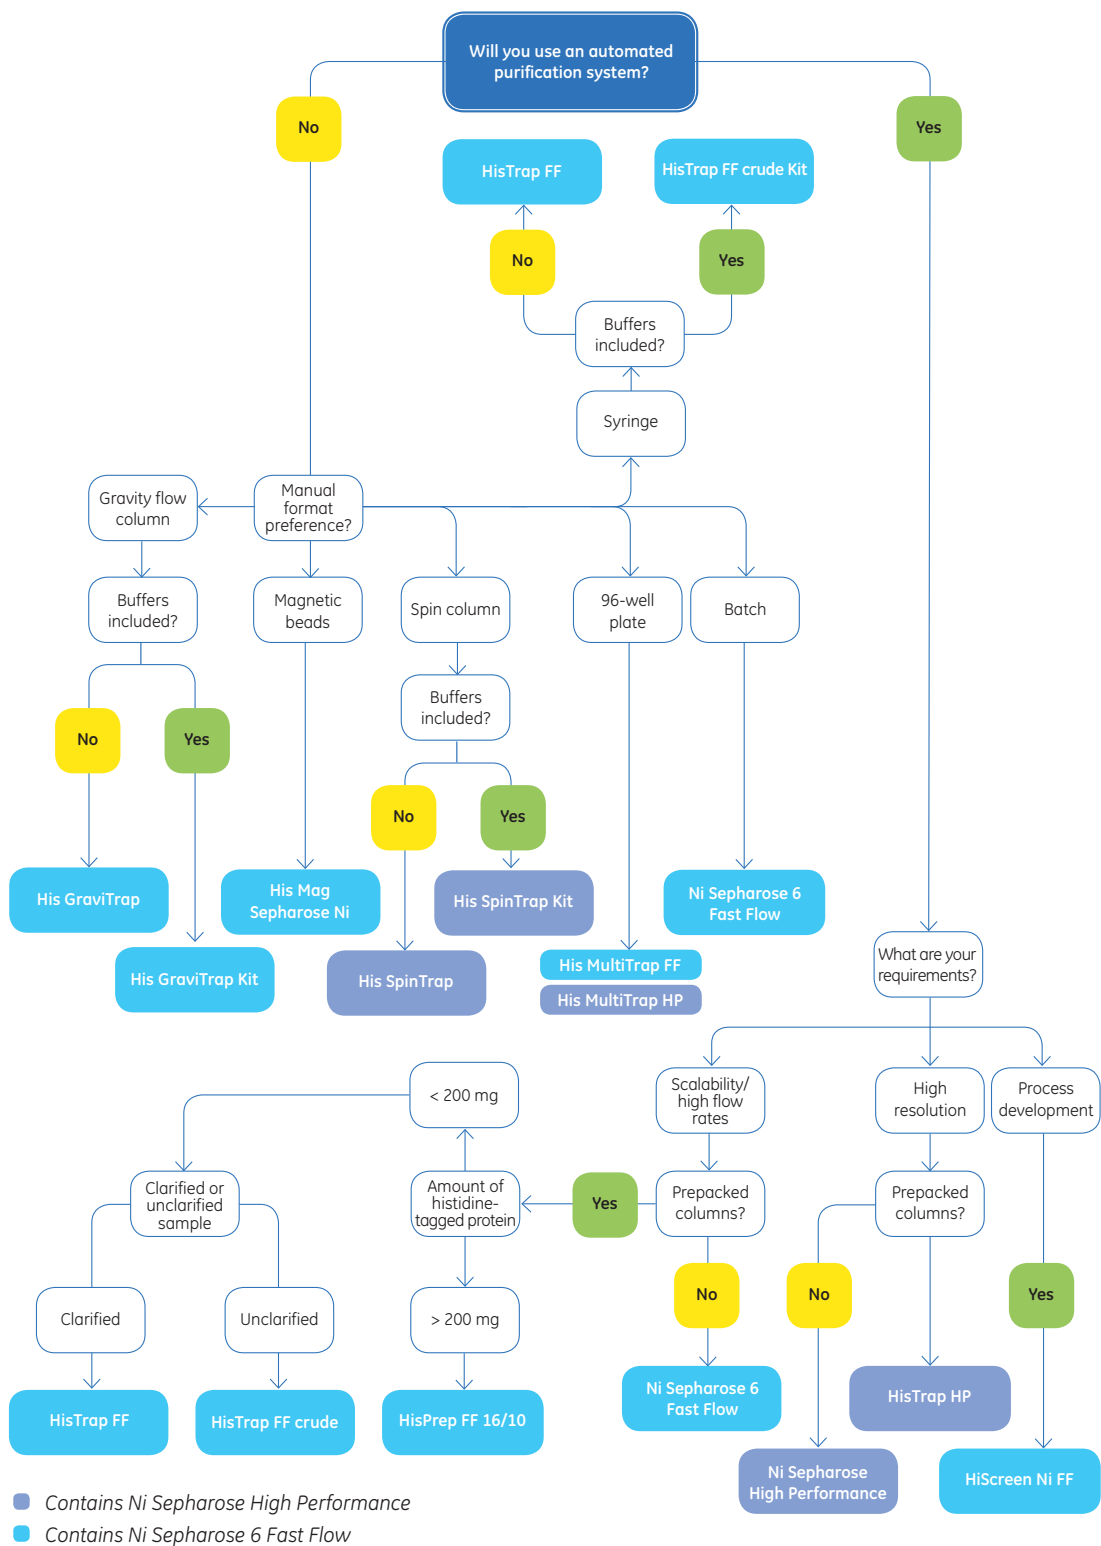 Will you use an automated
purification system?
No
Yes
HisTrap FF
HisTrap FF crude Kit
No
Yes
Buffers
included?
Syringe
Gravity flow
column
Manual
format
preference?
Buffers
included?
Magnetic
beads
Spin column
96-well
plate
Batch
Buffers
included?
No
Yes
No
Yes
His GraviTrap
His Mag
Sepharose Ni
His SpinTrap Kit
Ni Sepharose 6
Fast Flow
His GraviTrap Kit
His SpinTrap
His MultiTrap FF
His MultiTrap HP
What are your
requirements?
< 200 mg
Scalability/
high flow
rates
High
resolution
Process
development
Clarified or
unclarified
sample
Amount of
histidine-
tagged protein
Yes
Prepacked
columns?
Prepacked
columns?
Clarified
Unclarified
> 200 mg
No
No
Yes
HisTrap FF
HisTrap FF crude
HisPrep FF 16/10
Ni Sepharose 6
Fast Flow
HisTrap HP
Ni Sepharose
High Performance
HiScreen Ni FF
Contains Ni Sepharose High Performance
Contains Ni Sepharose 6 Fast Flow